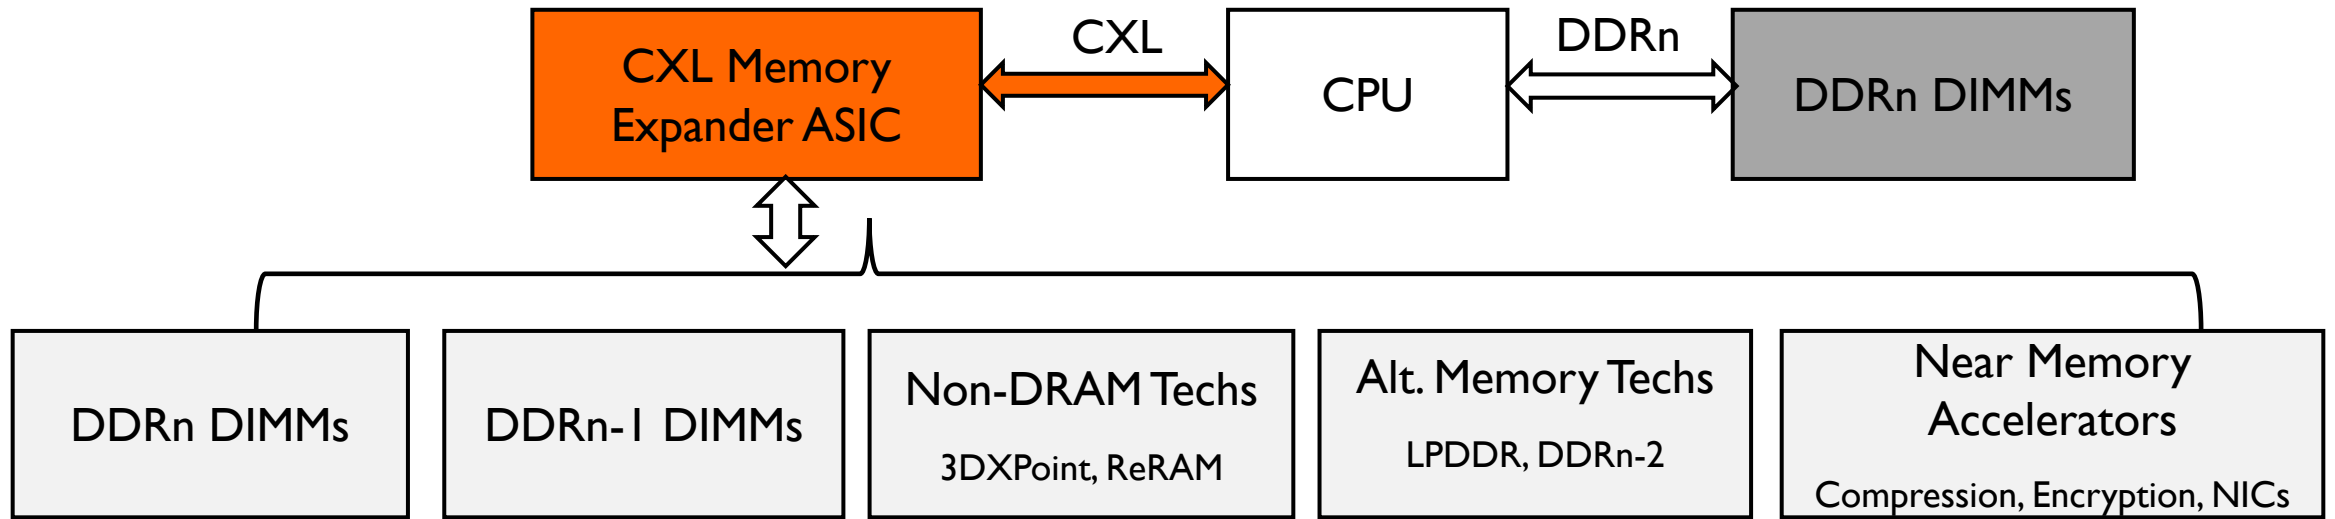 CXL Memory
Expander ASIC
CXL
CPU
DDRn
DDRn DIMMs
DDRn DIMMs
DDRn-1 DIMMs
Non-DRAM Techs
3DXPoint, ReRAM
Alt. Memory Techs
LPDDR, DDRn-2
Near Memory
Accelerators
Compression, Encryption, NICs